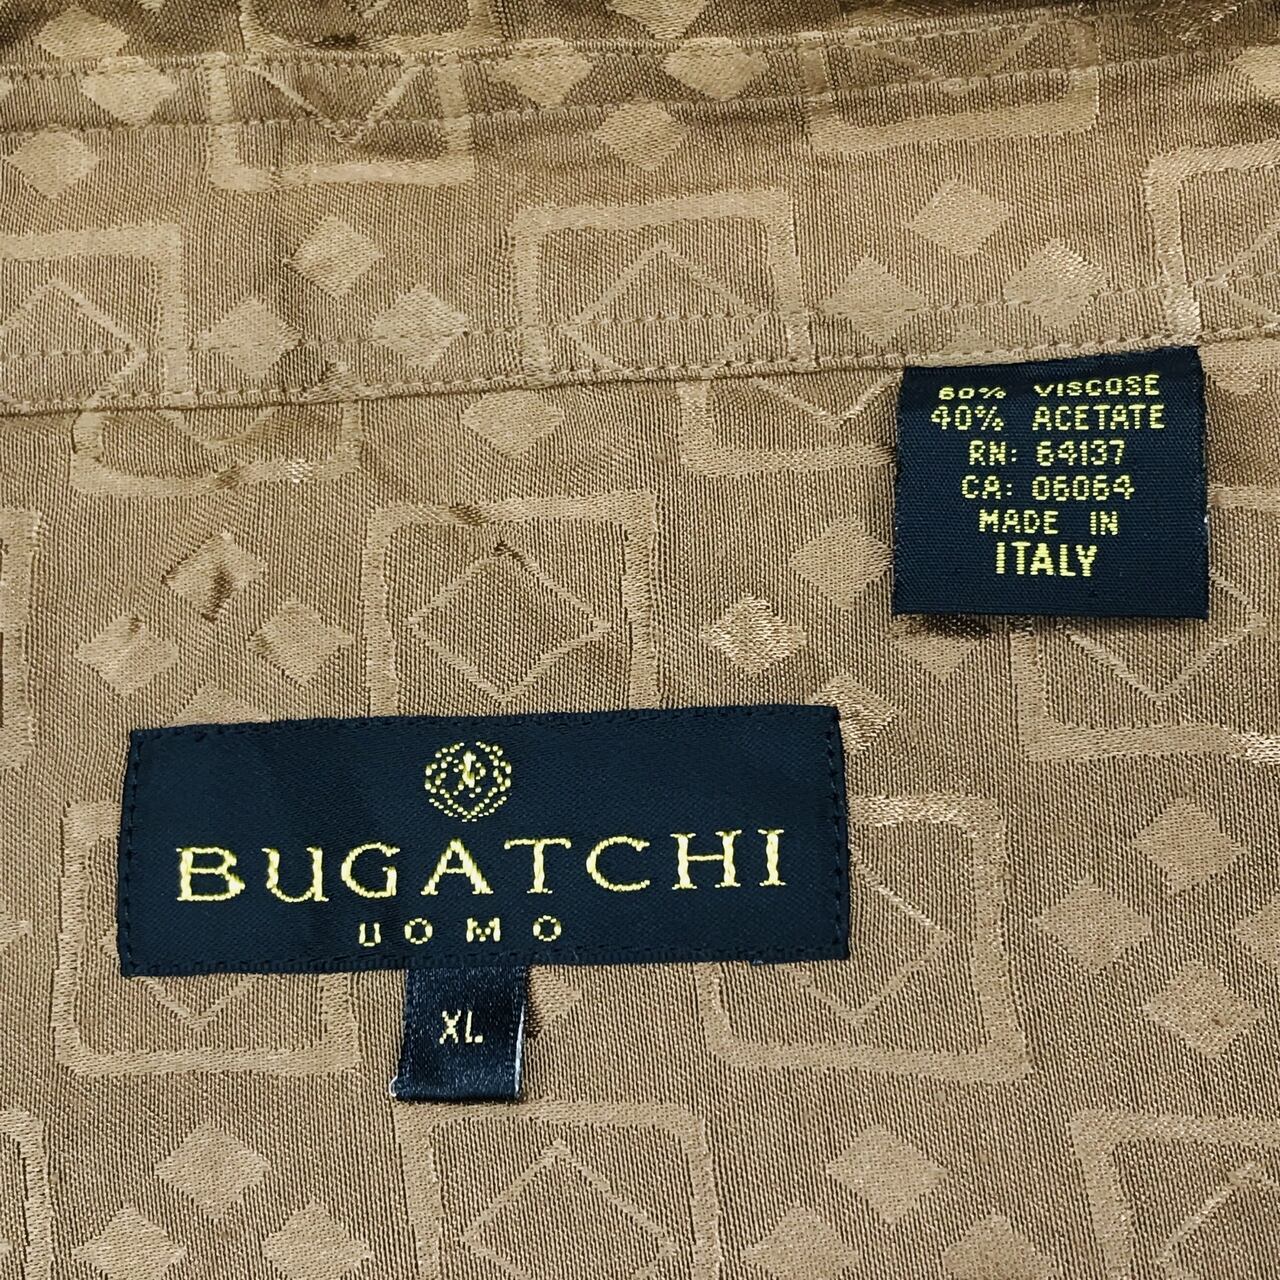 60% VISCOSE
40% ACETATE
RN: 64137
CA: 06064
MADE IN
ITALY
BUGATCHI
UOMO
XL